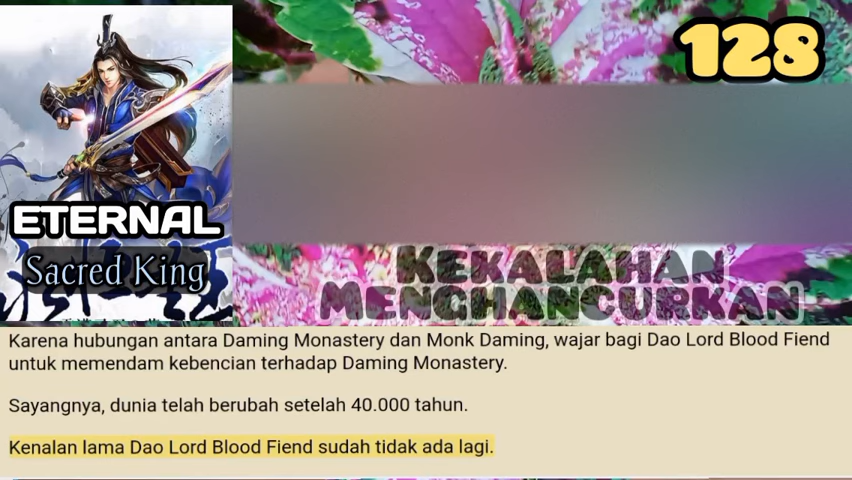 128
ETERNAL
Sacred King
KEKALAHAN
MENGHANCURKAN
Karena hubungan antara Daming Monastery dan Monk Daming, wajar bagi Dao Lord Blood Fiend
untuk memendam kebencian terhadap Daming Monastery.
Sayangnya, dunia telah berubah setelah 40.000 tahun.
Kenalan lama Dao Lord Blood Fiend sudah tidak ada lagi.